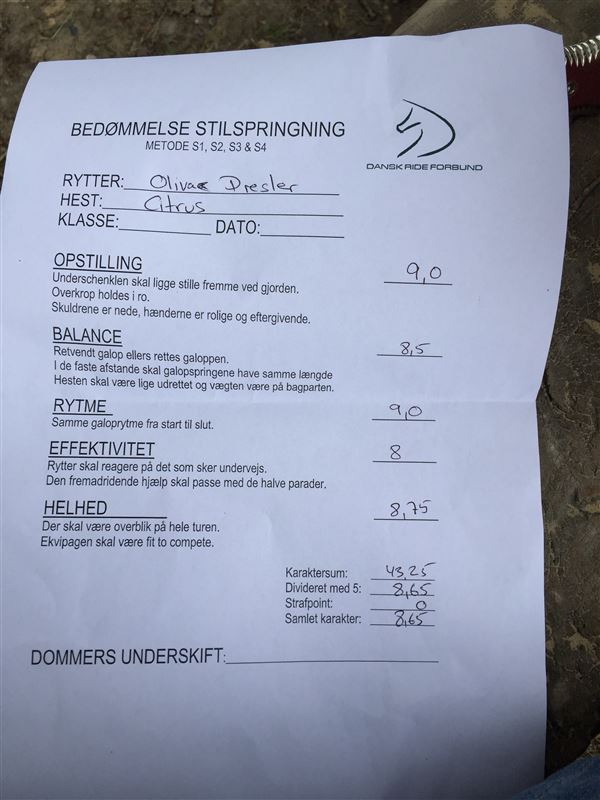 BEDØMMELSE STILSPRINGNING
METODE S1, S2, S3 & S4
DANSK RIDE FORBUND
RYTTER: Dresler
HEST: Citrus
KLASSE: DATO:
OPSTILLING 9,0
Underschenklen skal ligge stille fremme ved gjorden.
Overkrop holdes i ro.
Skuldrene er nede, hænderne er rolige og eftergivende.
BALANCE 8,5
Retvendt galop ellers rettes galoppen.
I de faste afstande skal galopspringene have samme længde
Hesten skal være lige udrettet og vægten være på bagparten.
RYTME 9,0
Samme galoprytme fra start til slut.
EFFEKTIVITET 8
Rytter skal reagere på det som sker undervejs.
Den fremadridende hjælp skal passe med de halve parader.
HELHED 8,75
Der skal være overblik på hele turen.
Ekvipagen skal være fit to compete.
Karaktersum: 43,25
Divideret med 5: 8,65
Strafpoint: 0
Samlet karakter: 8,65
DOMMERS UNDERSKIFT: